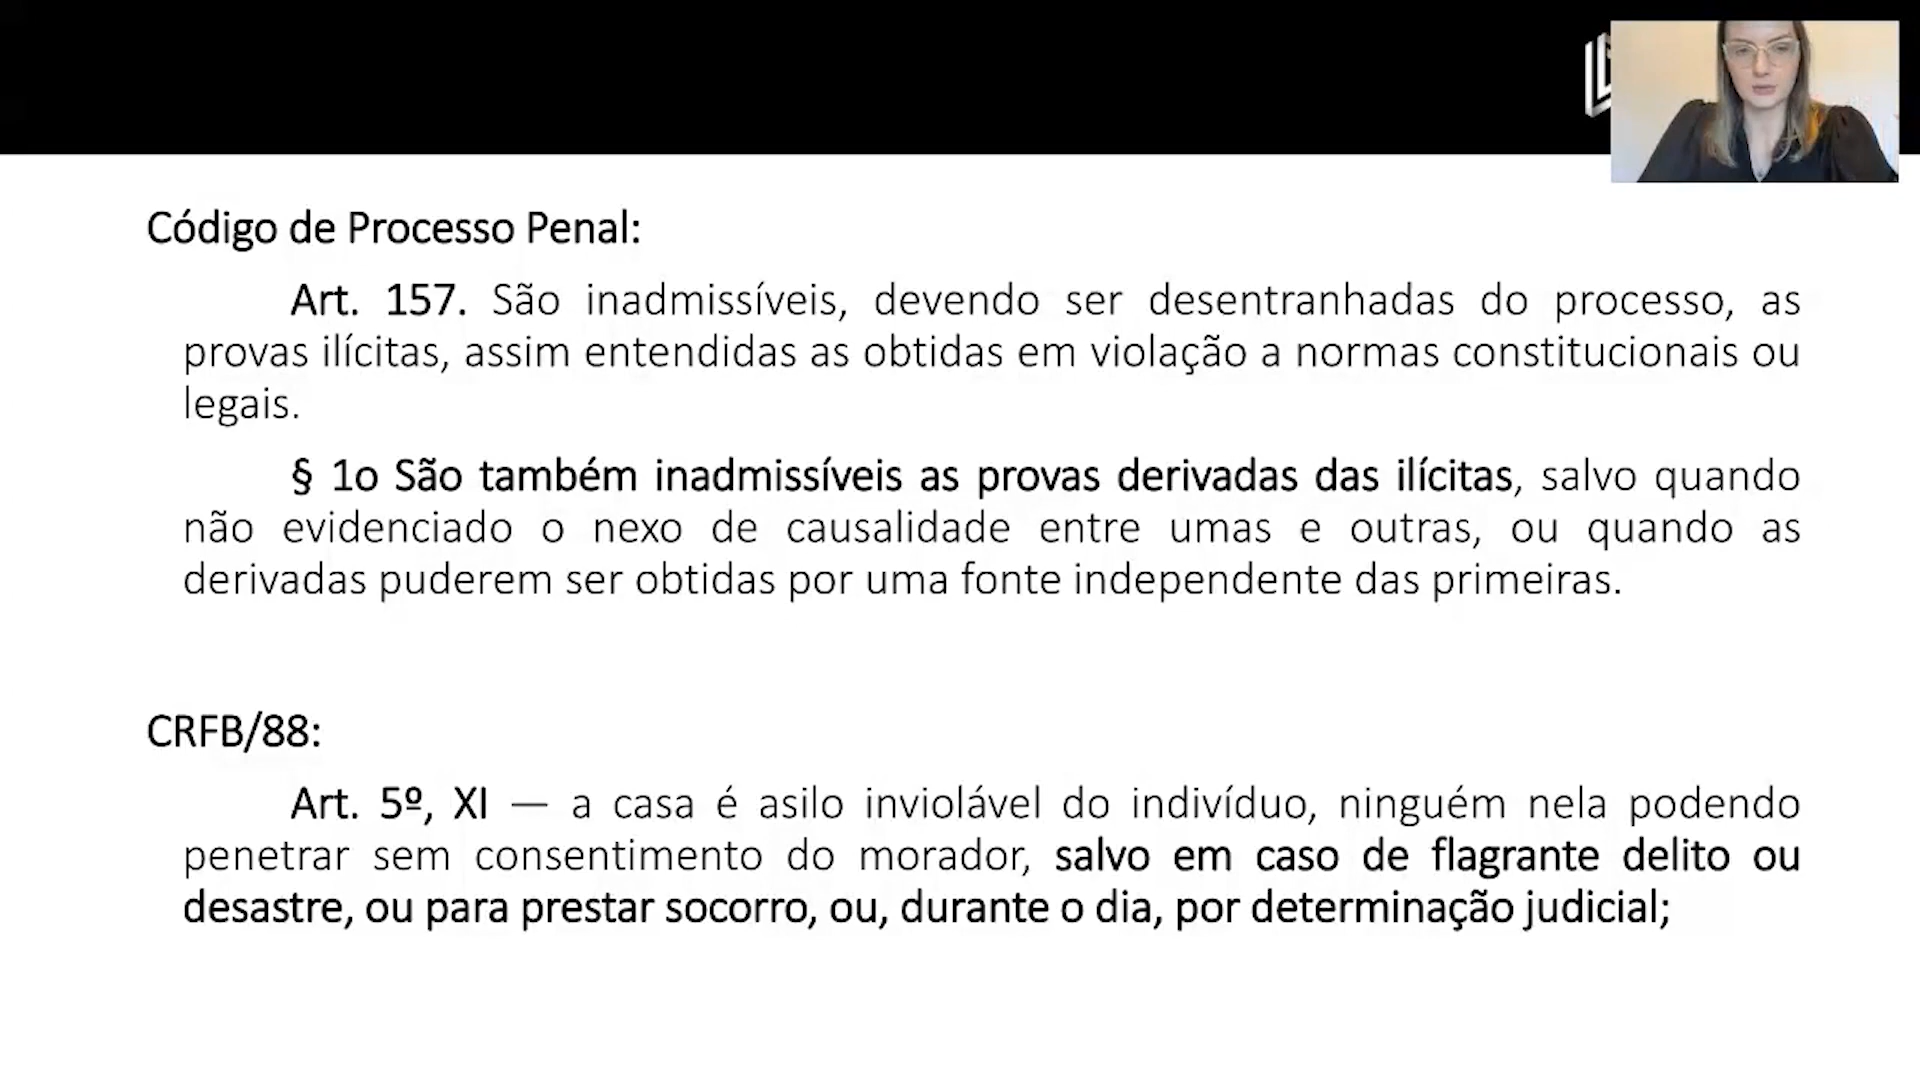 Código de Processo Penal:
Art. 157. São inadmissíveis, devendo ser desentranhadas do processo, as
provas ilícitas, assim entendidas as obtidas em violação a normas constitucionais ou
legais.
§ 1o São também inadmissíveis as provas derivadas das ilícitas, salvo quando
não evidenciado o nexo de causalidade entre umas e outras, ou quando as
derivadas puderem ser obtidas por uma fonte independente das primeiras.
CRFB/88:
Art. 5º, XI — a casa é asilo inviolável do indivíduo, ninguém nela podendo
penetrar sem consentimento do morador, salvo em caso de flagrante delito ou
desastre, ou para prestar socorro, ou, durante o dia, por determinação judicial;